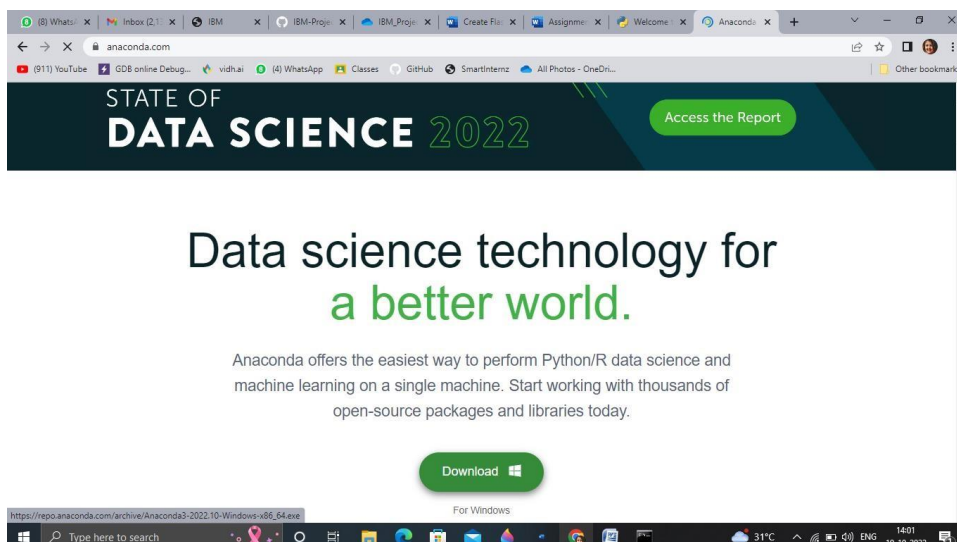 (8) WhatsA
Inbox (2,1
IBM
IBM-Projec
IBM_Projec
Create Flas
Assignmen
Welcome t
Anaconda
anaconda.com
(911) YouTube
GDB online Debug...
vidh.ai
(4) WhatsApp
Classes
GitHub
SmartInternz
All Photos - OneDri...
Other bookmark
STATE OF
DATA SCIENCE 2022
Access the Report
Data science technology for
a better world.
Anaconda offers the easiest way to perform Python/R data science and
machine learning on a single machine. Start working with thousands of
open-source packages and libraries today.
Download
For Windows
https://repo.anaconda.com/archive/Anaconda3-2022.10-Windows-x86_64.exe
Type here to search
31°C
ENG
14:01